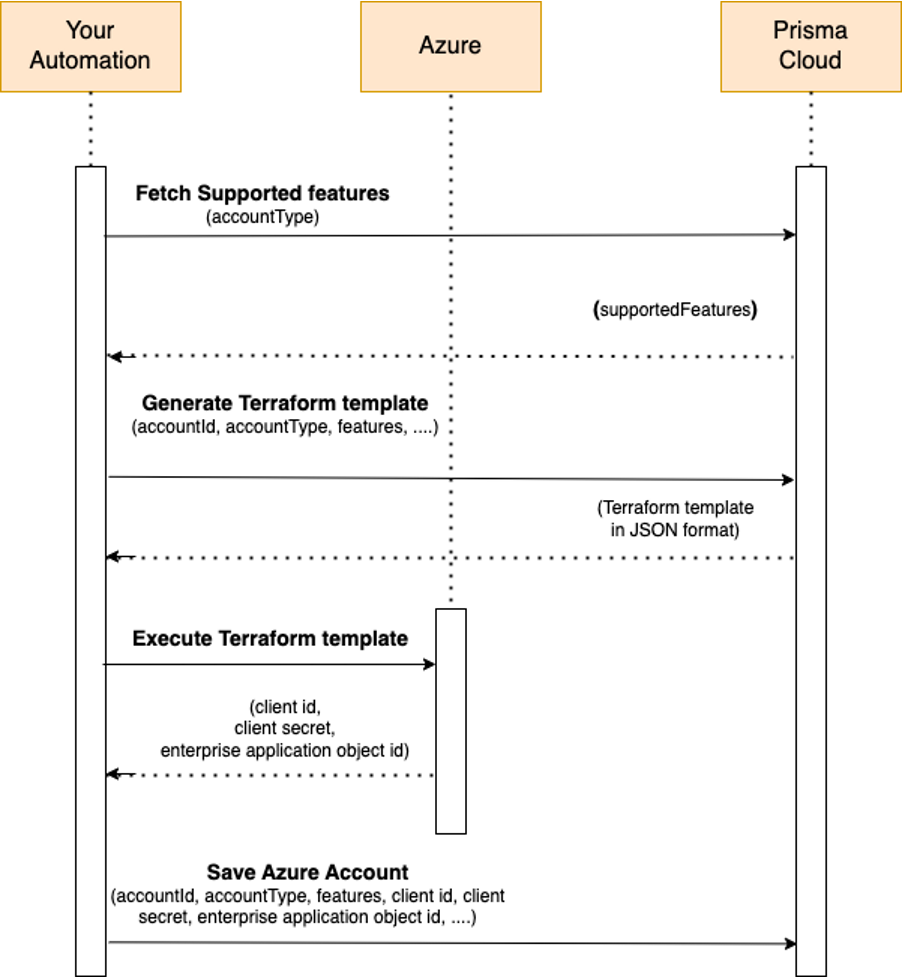 Your
Automation
Azure
Prisma
Cloud
Fetch Supported features
(accountType)
(supportedFeatures)
Generate Terraform template
(accountId, accountType, features, ....)
(Terraform template
in JSON format)
Execute Terraform template
(client id,
client secret,
enterprise application object id)
Save Azure Account
(accountId, accountType, features, client id, client
secret, enterprise application object id, ....)